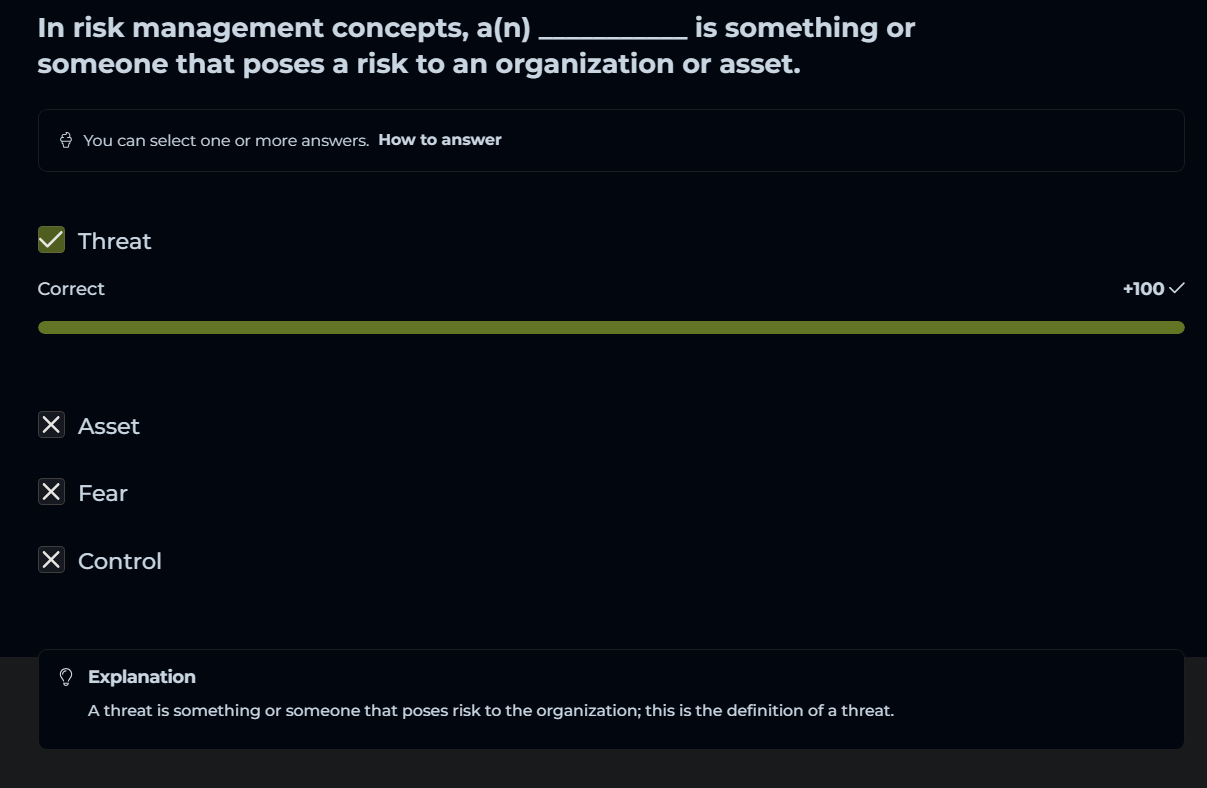 In risk management concepts, a(n) ___________ is something or
someone that poses a risk to an organization or asset.
You can select one or more answers. How to answer
Threat
Correct +100
Asset
Fear
Control
Explanation
A threat is something or someone that poses risk to the organization; this is the definition of a threat.